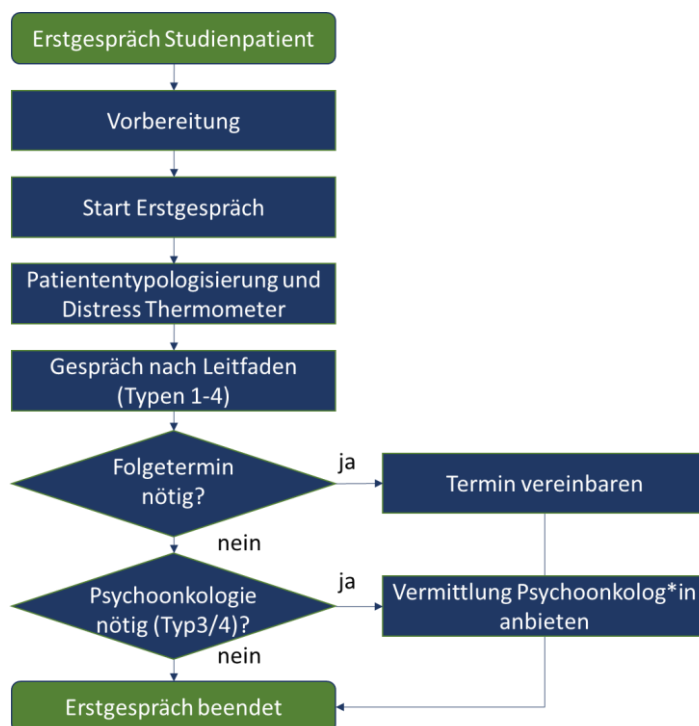 Erstgespräch Studienpatient
Vorbereitung
Start Erstgespräch
Patiententypologisierung und
Distress Thermometer
Gespräch nach Leitfaden
(Typen 1-4)
Folgetermin
nötig?
ja
Termin vereinbaren
nein
Psychoonkologie
nötig (Typ3/4)?
ja
Vermittlung Psychoonkolog*in
anbieten
nein
Erstgespräch beendet